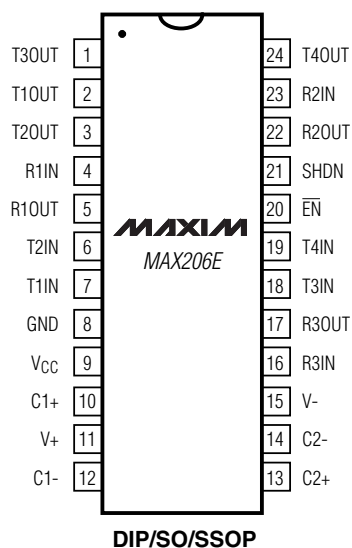 T3OUT 1 24 T4OUT
T1OUT 2 23 R2IN
T2OUT 3 22 R2OUT
R1IN 4 21 SHDN
R1OUT 5 20 E̅N̅
T2IN 6 19 T4IN
T1IN 7 18 T3IN
GND 8 17 R3OUT
VCC 9 16 R3IN
C1+ 10 15 V-
V+ 11 14 C2-
C1- 12 13 C2+
MAXIM
MAX206E
DIP/SO/SSOP